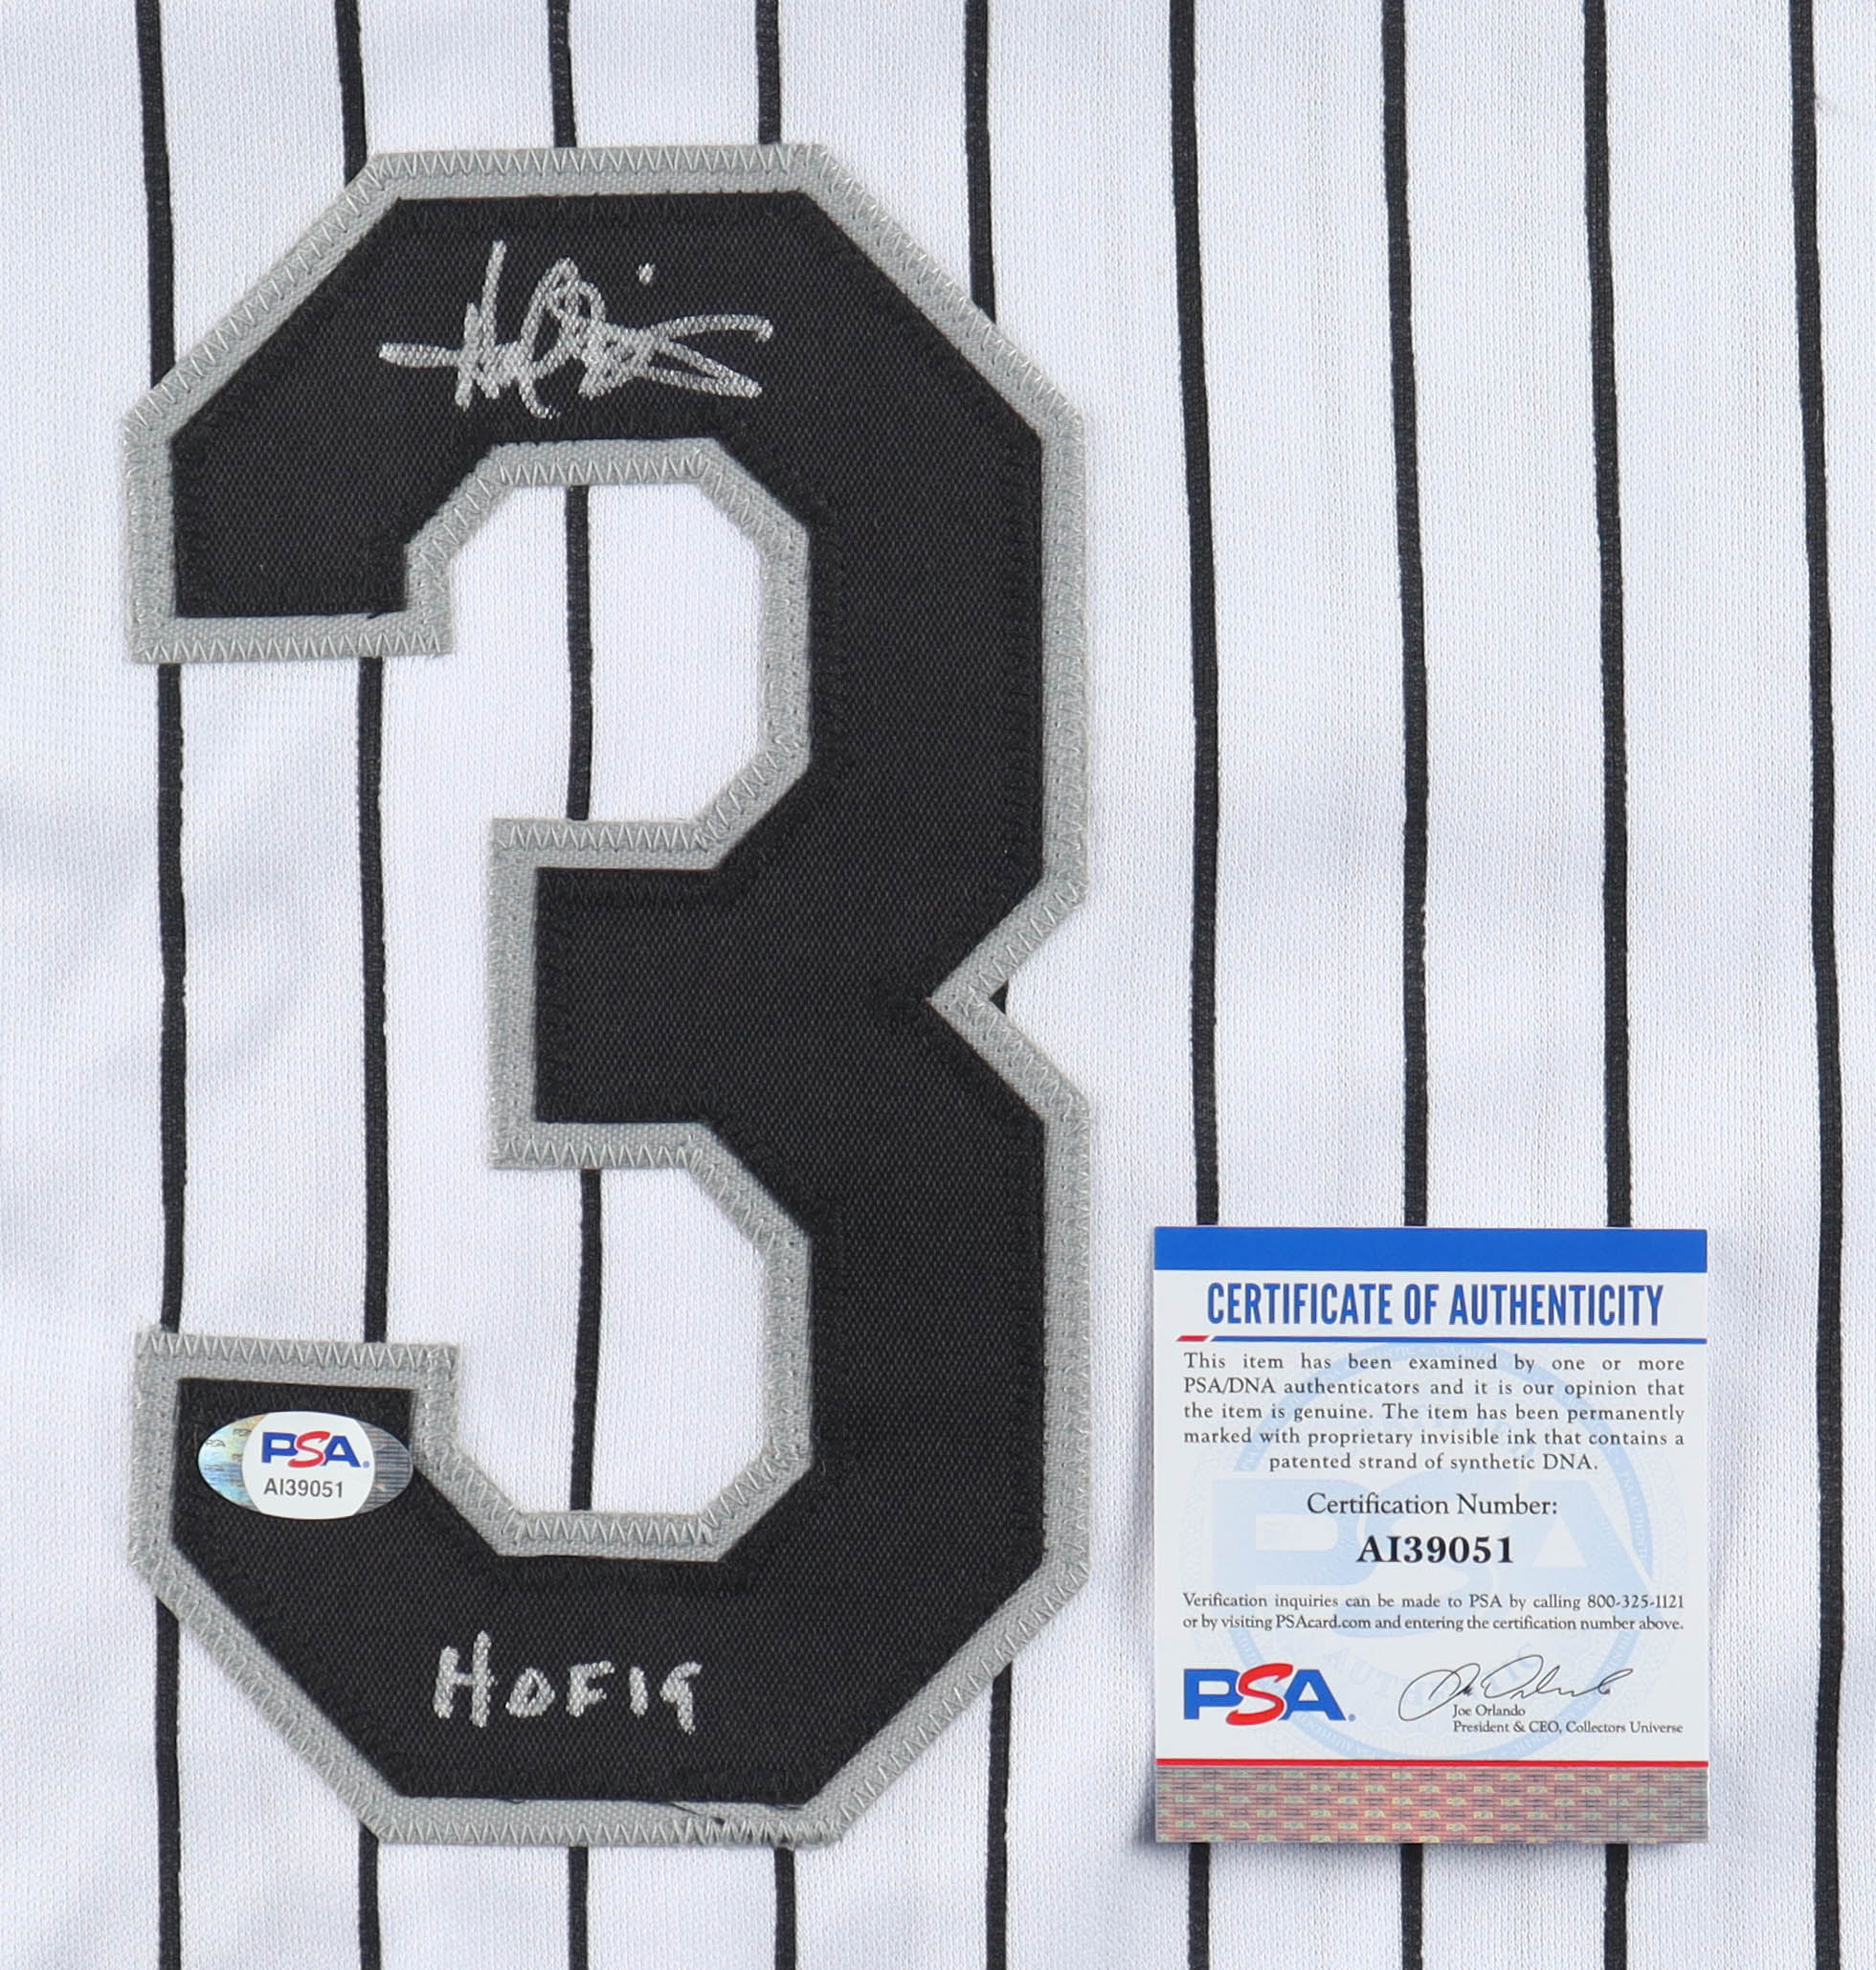 3
PSA
AI39051
HOF19
CERTIFICATE OF AUTHENTICITY
This item has been examined by one or more
PSA/DNA authenticators and it is our opinion that
the item is genuine. The item has been permanently
marked with proprietary invisible ink that contains a
patented strand of synthetic DNA.
Certification Number:
AI39051
Verification inquiries can be made to PSA by calling 800-325-1121
or by visiting PSAcard.com and entering the certification number above.
PSA
Joe Orlando
President & CEO, Collectors Universe